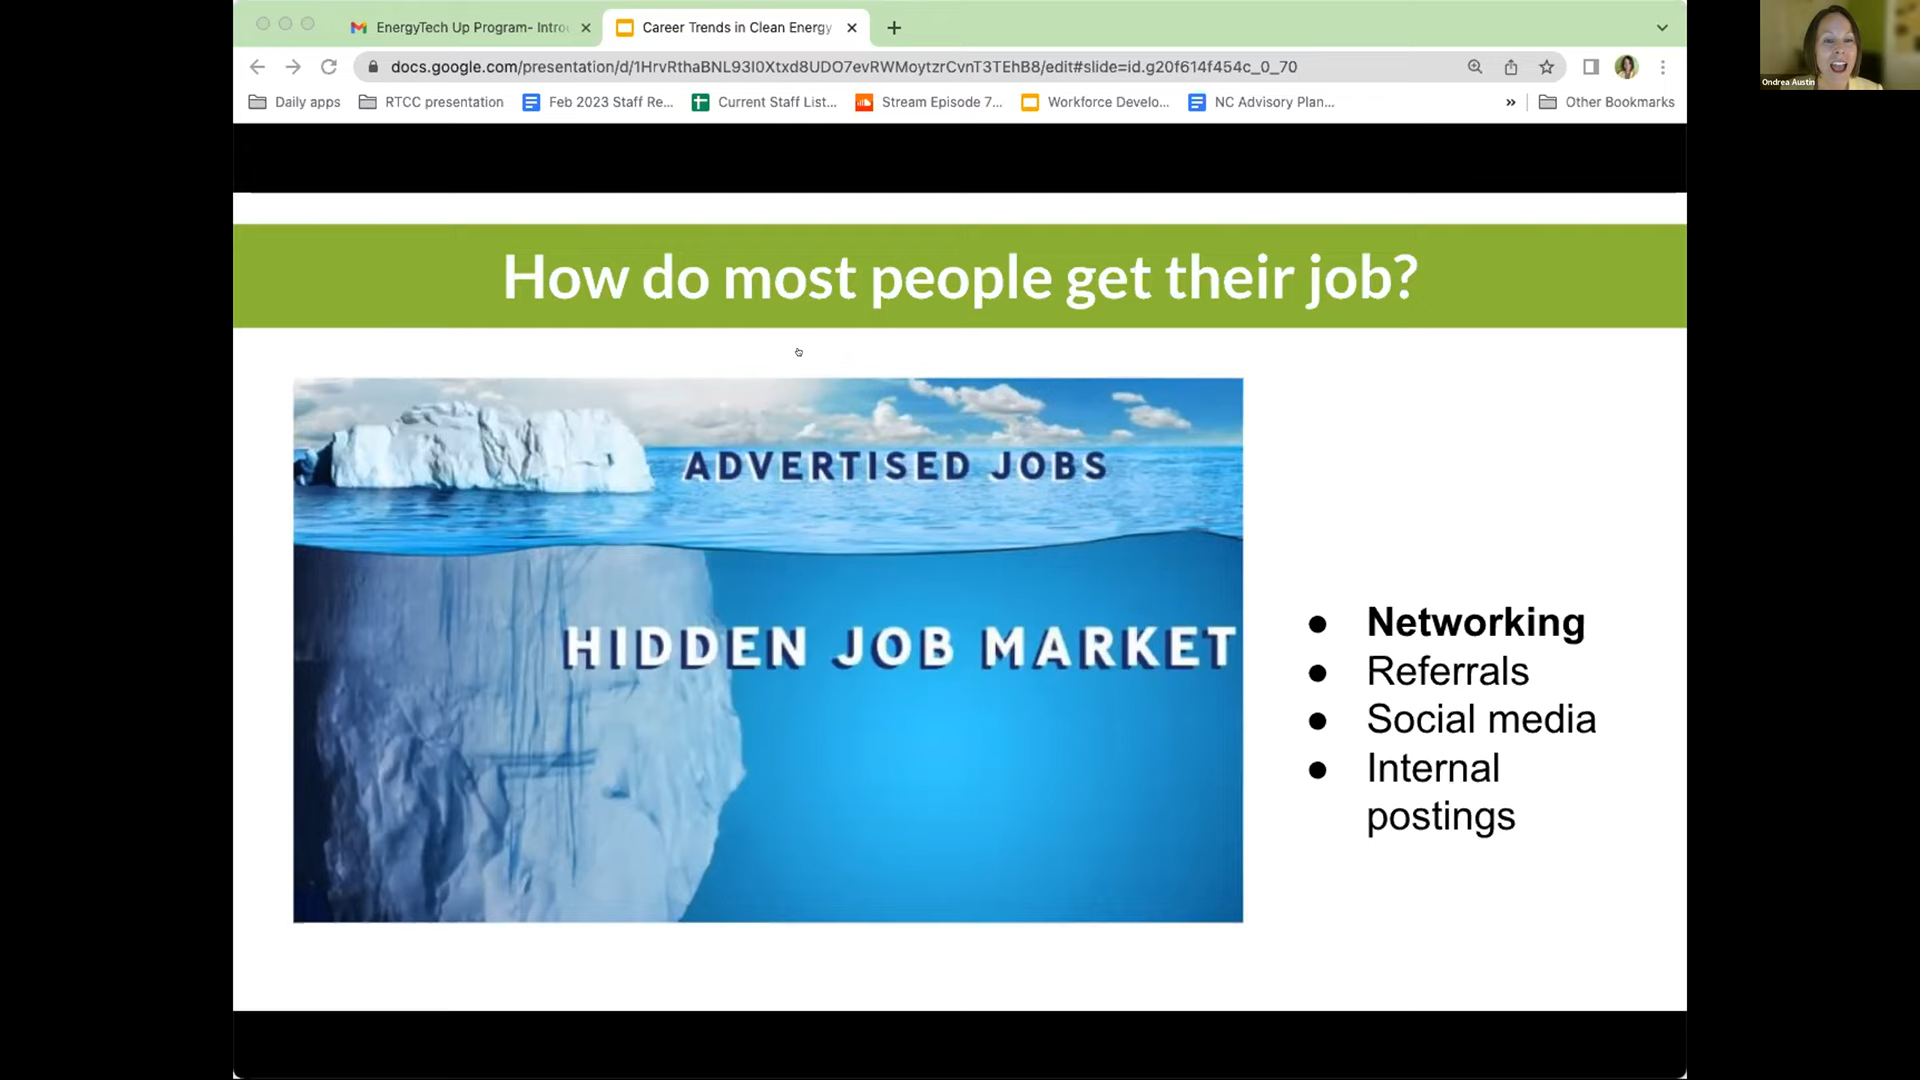 EnergyTech Up Program- Intro
Career Trends in Clean Energy
docs.google.com/presentation/d/1HrvRthaBNL93I0Xtxd8UDO7evRWMoytzrCvnT3TEhB8/edit#slide=id.g20f614f454c_0_70
Daily apps
RTCC presentation
Feb 2023 Staff Re...
Current Staff List...
Stream Episode 7...
Workforce Develo...
NC Advisory Plan...
»
Other Bookmarks
Ondrea Austin
How do most people get their job?
ADVERTISED JOBS
HIDDEN JOB MARKET
● Networking
● Referrals
● Social media
● Internal
postings